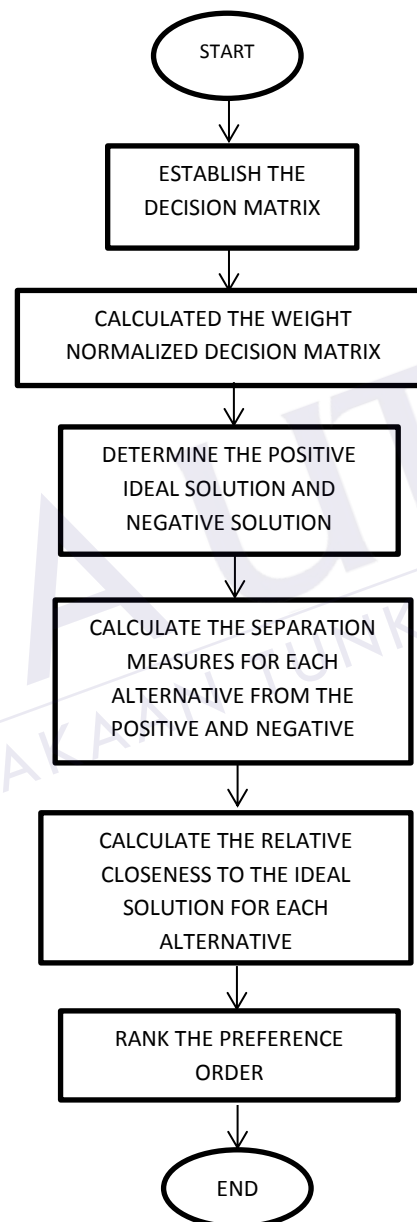 START
ESTABLISH THE
DECISION MATRIX
CALCULATED THE WEIGHT
NORMALIZED DECISION MATRIX
DETERMINE THE POSITIVE
IDEAL SOLUTION AND
NEGATIVE SOLUTION
CALCULATE THE SEPARATION
MEASURES FOR EACH
ALTERNATIVE FROM THE
POSITIVE AND NEGATIVE
CALCULATE THE RELATIVE
CLOSENESS TO THE IDEAL
SOLUTION FOR EACH
ALTERNATIVE
RANK THE PREFERENCE
ORDER
END